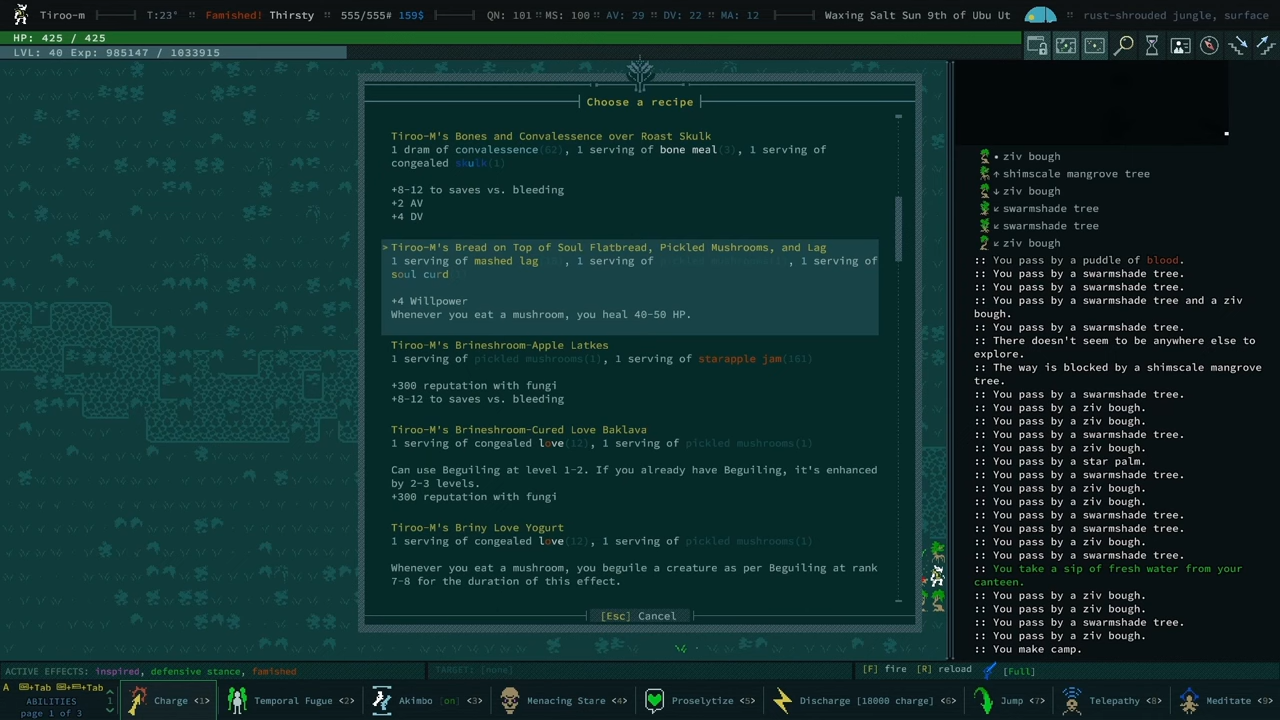 Tiroo-m T:23° Famished! Thirsty 555/555# 159$ QN: 101 MS: 100 AV: 29 DV: 22 MA: 12 Waxing Salt Sun 9th of Ubu Ut rust-shrouded jungle, surface
HP: 425 / 425
LVL: 40 Exp: 985147 / 1033915
Choose a recipe
Tiroo-M's Bones and Convalessence over Roast Skulk
1 dram of convalessence(62), 1 serving of bone meal(3), 1 serving of
congealed skulk(1)
+8-12 to saves vs. bleeding
+2 AV
+4 DV
> Tiroo-M's Bread on Top of Soul Flatbread, Pickled Mushrooms, and Lag
1 serving of mashed lag, 1 serving of pickled mushrooms(1), 1 serving of
soul curd
+4 Willpower
Whenever you eat a mushroom, you heal 40-50 HP.
Tiroo-M's Brineshroom-Apple Latkes
1 serving of pickled mushrooms(1), 1 serving of starapple jam(161)
+300 reputation with fungi
+8-12 to saves vs. bleeding
Tiroo-M's Brineshroom-Cured Love Baklava
1 serving of congealed love(12), 1 serving of pickled mushrooms(1)
Can use Beguiling at level 1-2. If you already have Beguiling, it's enhanced
by 2-3 levels.
+300 reputation with fungi
Tiroo-M's Briny Love Yogurt
1 serving of congealed love(12), 1 serving of pickled mushrooms(1)
Whenever you eat a mushroom, you beguile a creature as per Beguiling at rank
7-8 for the duration of this effect.
[Esc] Cancel
ziv bough
shimscale mangrove tree
ziv bough
swarmshade tree
swarmshade tree
ziv bough
:: You pass by a puddle of blood.
:: You pass by a swarmshade tree.
:: You pass by a swarmshade tree.
:: You pass by a swarmshade tree and a ziv
bough.
:: You pass by a swarmshade tree.
:: There doesn't seem to be anywhere else to
explore.
:: The way is blocked by a shimscale mangrove
tree.
:: You pass by a swarmshade tree.
:: You pass by a ziv bough.
:: You pass by a ziv bough.
:: You pass by a swarmshade tree.
:: You pass by a ziv bough.
:: You pass by a star palm.
:: You pass by a swarmshade tree.
:: You pass by a ziv bough.
:: You pass by a ziv bough.
:: You pass by a swarmshade tree.
:: You pass by a swarmshade tree.
:: You pass by a ziv bough.
:: You pass by a swarmshade tree.
:: You take a sip of fresh water from your
canteen.
:: You pass by a ziv bough.
:: You pass by a ziv bough.
:: You pass by a swarmshade tree.
:: You pass by a ziv bough.
:: You make camp.
ACTIVE EFFECTS: inspired, defensive stance, famished
TARGET: [none]
[F] fire [R] reload [Full]
A +Tab +Tab
ABILITIES 1
page 1 of 3
Charge <1> Temporal Fugue <2> Akimbo [on] <3> Menacing Stare <4> Proselytize <5> Discharge [18000 charge] <6> Jump <7> Telepathy <8> Meditate <9>